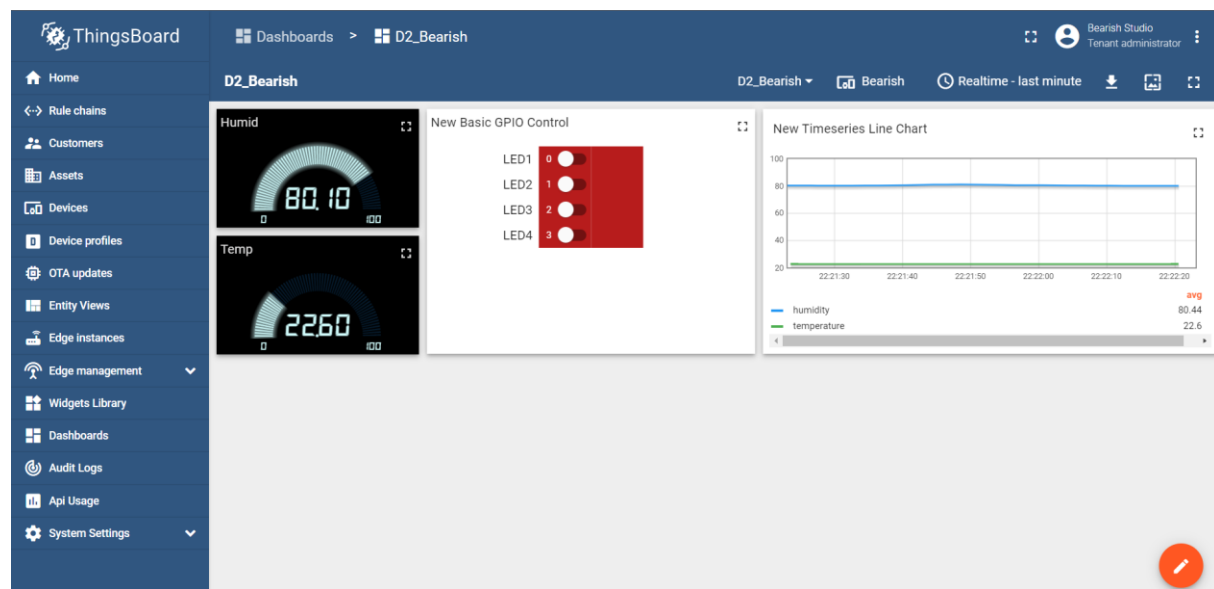 ThingsBoard
Dashboards > D2_Bearish
Bearish Studio
Tenant administrator
Home
Rule chains
Customers
Assets
Devices
Device profiles
OTA updates
Entity Views
Edge instances
Edge management
Widgets Library
Dashboards
Audit Logs
Api Usage
System Settings
D2_Bearish
D2_Bearish
Bearish
Realtime - last minute
Humid
80.10
0 100
Temp
22.60
0 100
New Basic GPIO Control
LED1 0
LED2 1
LED3 2
LED4 3
New Timeseries Line Chart
100
80
60
40
20
22:21:30 22:21:40 22:21:50 22:22:00 22:22:10 22:22:20
avg
humidity 80.44
temperature 22.6